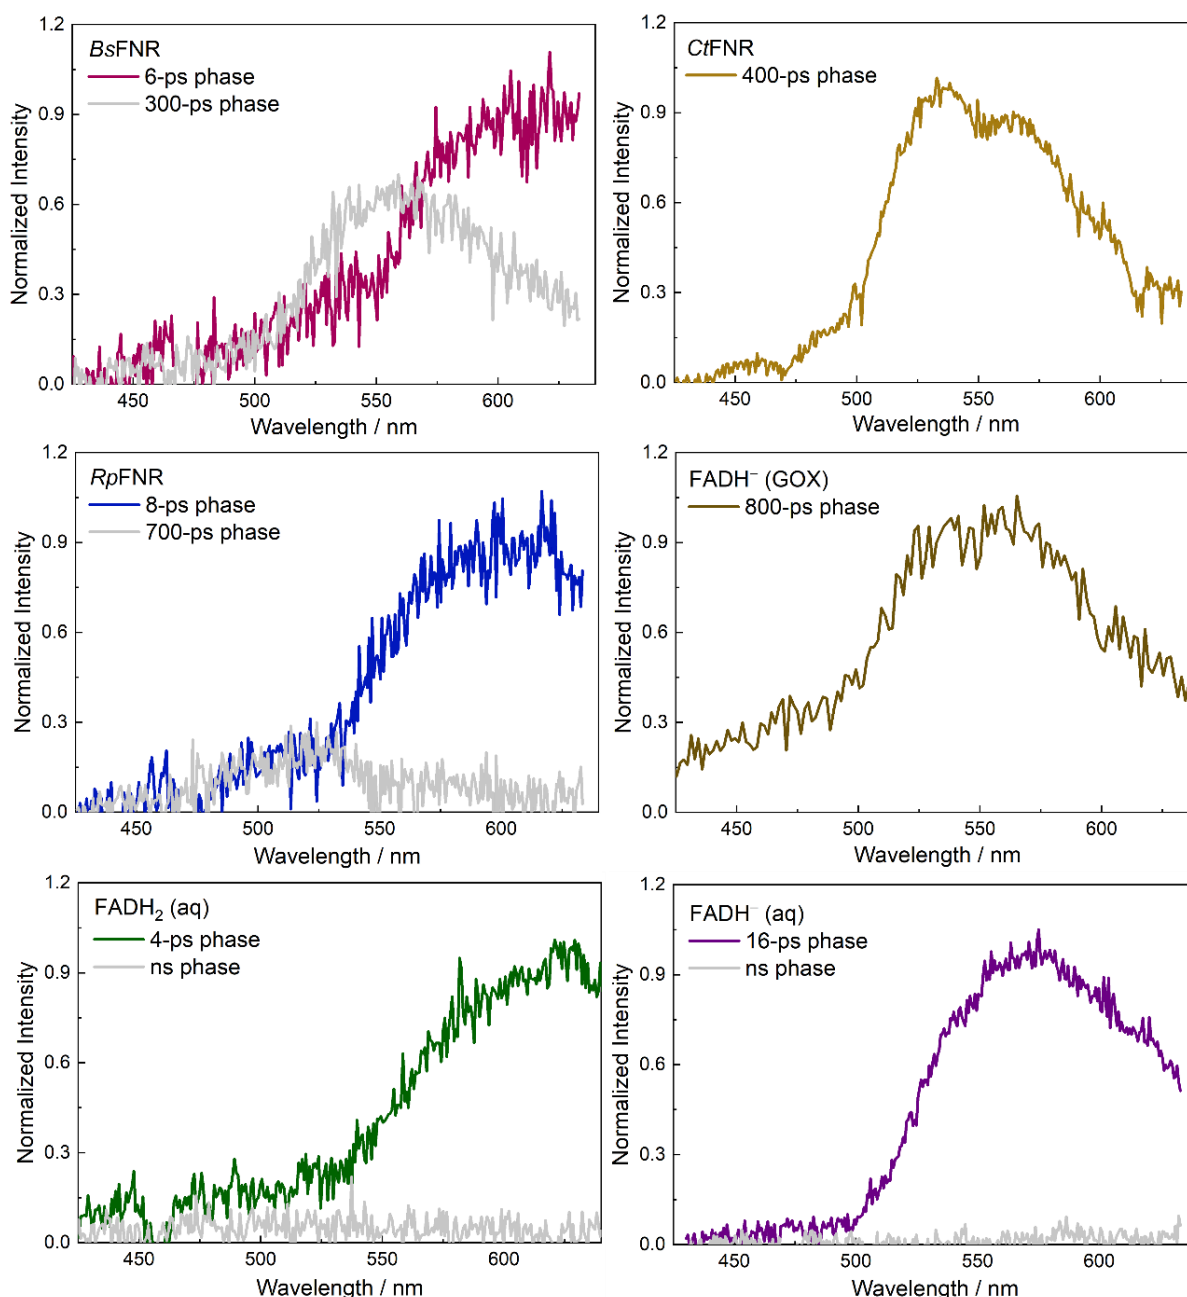 BsFNR
6-ps phase
300-ps phase
Normalized Intensity
1.2
0.9
0.6
0.3
0.0
450
500
550
600
Wavelength / nm
CtFNR
400-ps phase
Normalized Intensity
1.2
0.9
0.6
0.3
0.0
450
500
550
600
Wavelength / nm
RpFNR
8-ps phase
700-ps phase
Normalized Intensity
1.2
0.9
0.6
0.3
0.0
450
500
550
600
Wavelength / nm
FADH⁻ (GOX)
800-ps phase
Normalized Intensity
1.2
0.9
0.6
0.3
0.0
450
500
550
600
Wavelength / nm
FADH₂ (aq)
4-ps phase
ns phase
Normalized Intensity
1.2
0.9
0.6
0.3
0.0
450
500
550
600
Wavelength / nm
FADH⁻ (aq)
16-ps phase
ns phase
Normalized Intensity
1.2
0.9
0.6
0.3
0.0
450
500
550
600
Wavelength / nm